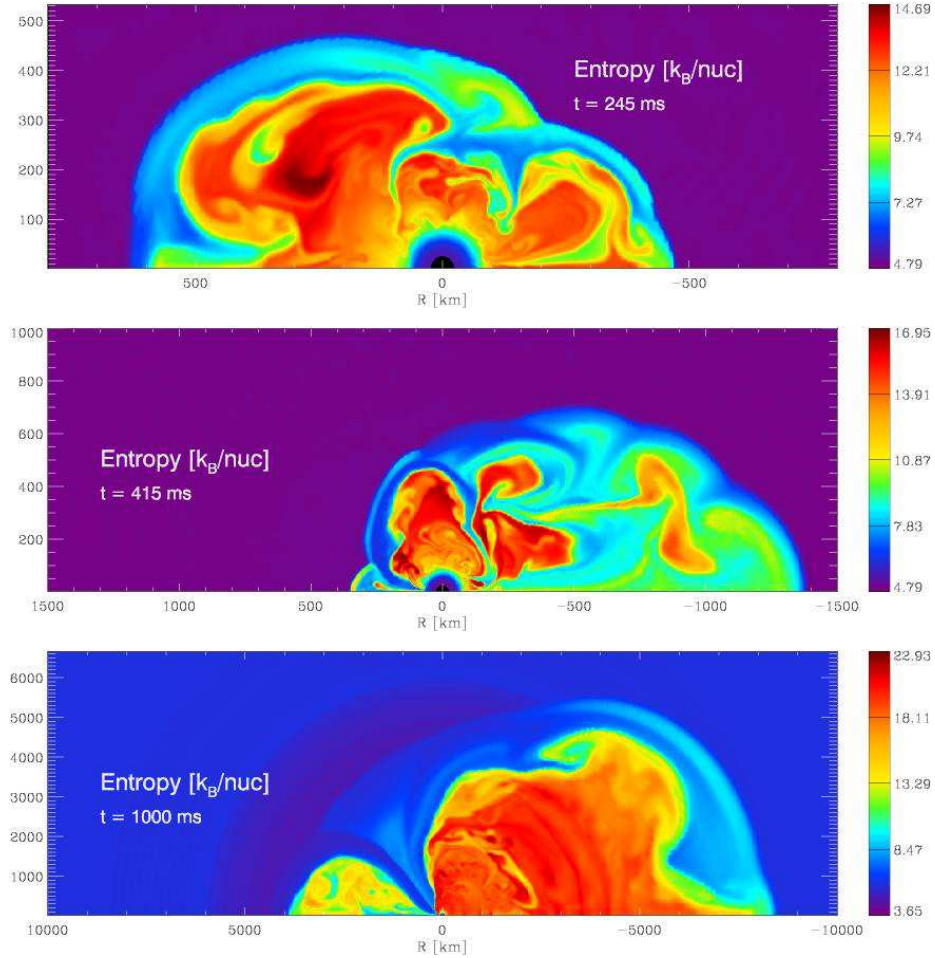 500
400
300
200
100
Entropy [k_B/nuc]
t = 245 ms
14.69
12.21
9.74
7.27
4.79
500 0 -500
R [km]
1000
800
600
400
200
Entropy [k_B/nuc]
t = 415 ms
16.95
13.91
10.87
7.83
4.79
1500 1000 500 0 -500 -1000 -1500
R [km]
6000
5000
4000
3000
2000
1000
Entropy [k_B/nuc]
t = 1000 ms
22.93
18.11
13.29
8.47
3.65
10000 5000 0 -5000 -10000
R [km]